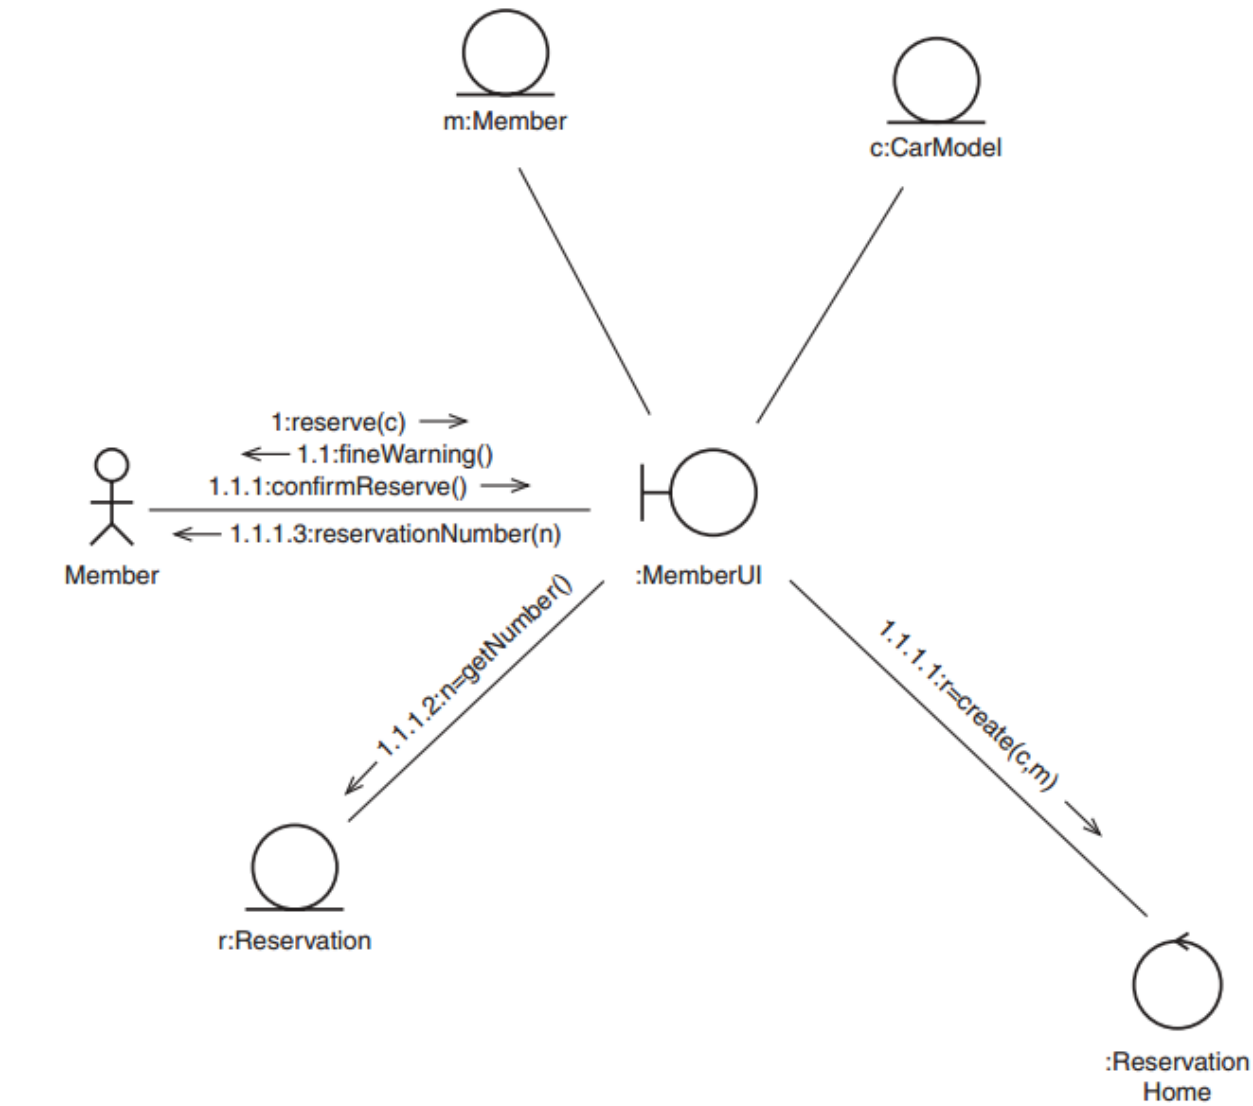 m:Member
c:CarModel
1:reserve(c)
1.1:fineWarning()
1.1.1:confirmReserve()
1.1.1.3:reservationNumber(n)
Member
:MemberUI
1.1.1.2:n=getNumber()
1.1.1.1:r=create(c,m)
r:Reservation
:Reservation
Home